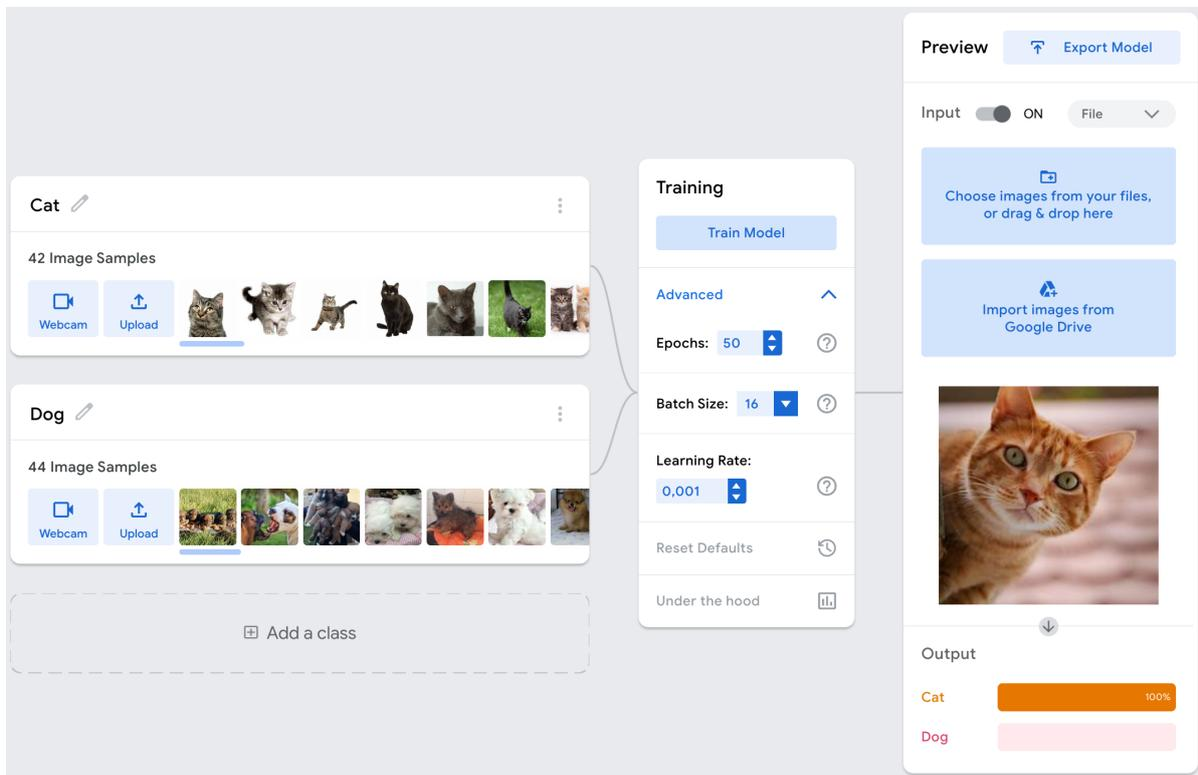 Cat
42 Image Samples
Webcam
Upload
Dog
44 Image Samples
Webcam
Upload
Add a class
Training
Train Model
Advanced
Epochs: 50
Batch Size: 16
Learning Rate:
0,001
Reset Defaults
Under the hood
Preview
Export Model
Input ON File
Choose images from your files,
or drag & drop here
Import images from
Google Drive
Output
Cat 100%
Dog